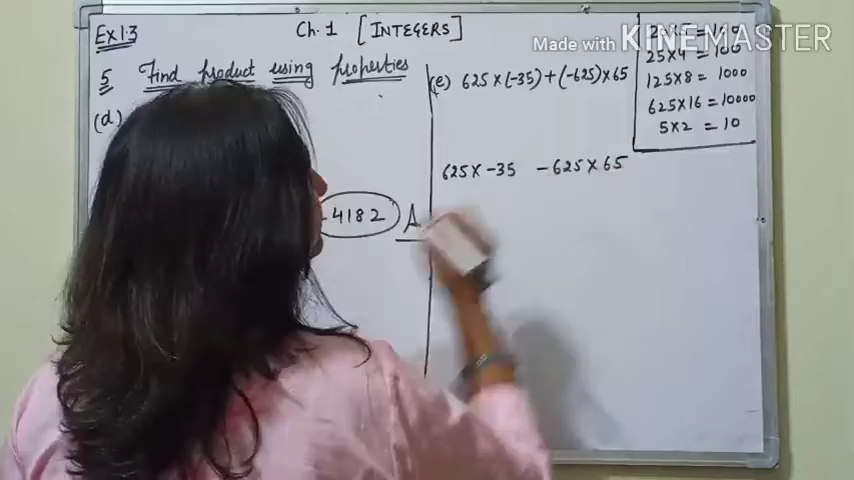 Ex 1.3
Ch. 1 [INTEGERS]
5 Find product using properties
(d)
-4182 A
(e) 625 × (-35) + (-625) × 65
625 × -35 - 625 × 65
25 × 4 = 100
125 × 8 = 1000
625 × 16 = 10000
5 × 2 = 10
Made with KINEMASTER